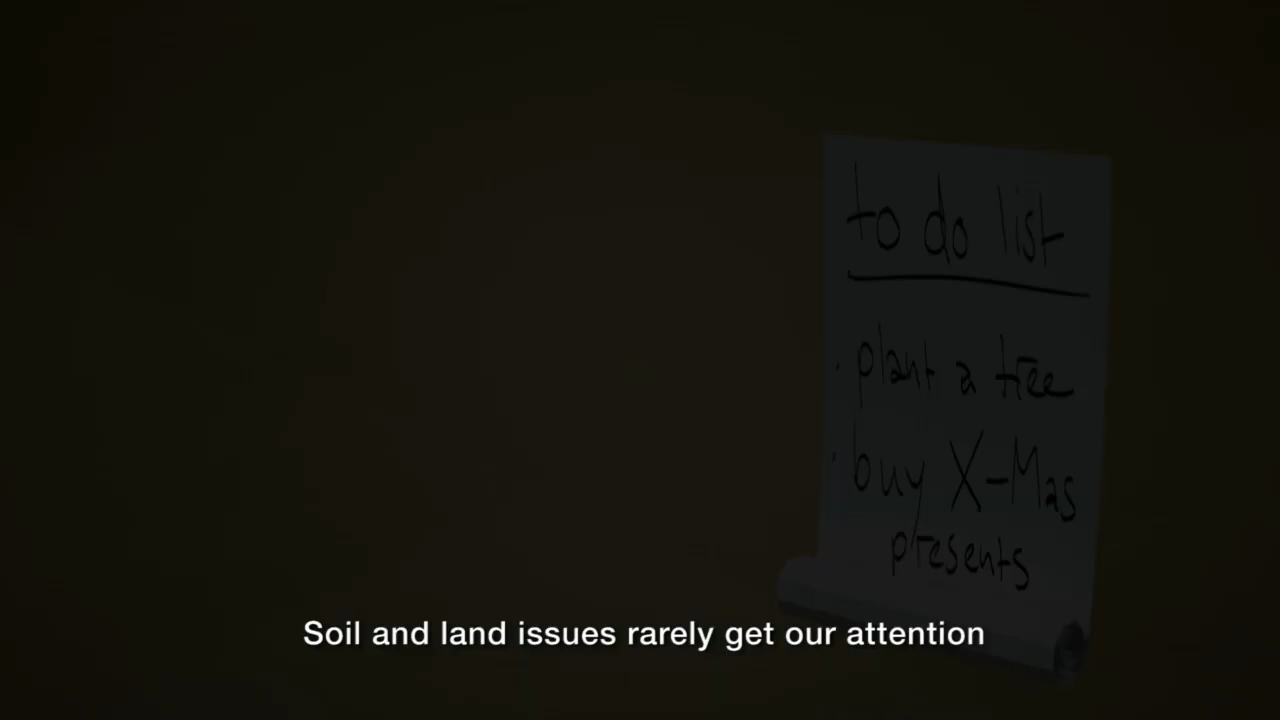 to do list
· plant a tree
· buy X-Mas
presents
Soil and land issues rarely get our attention